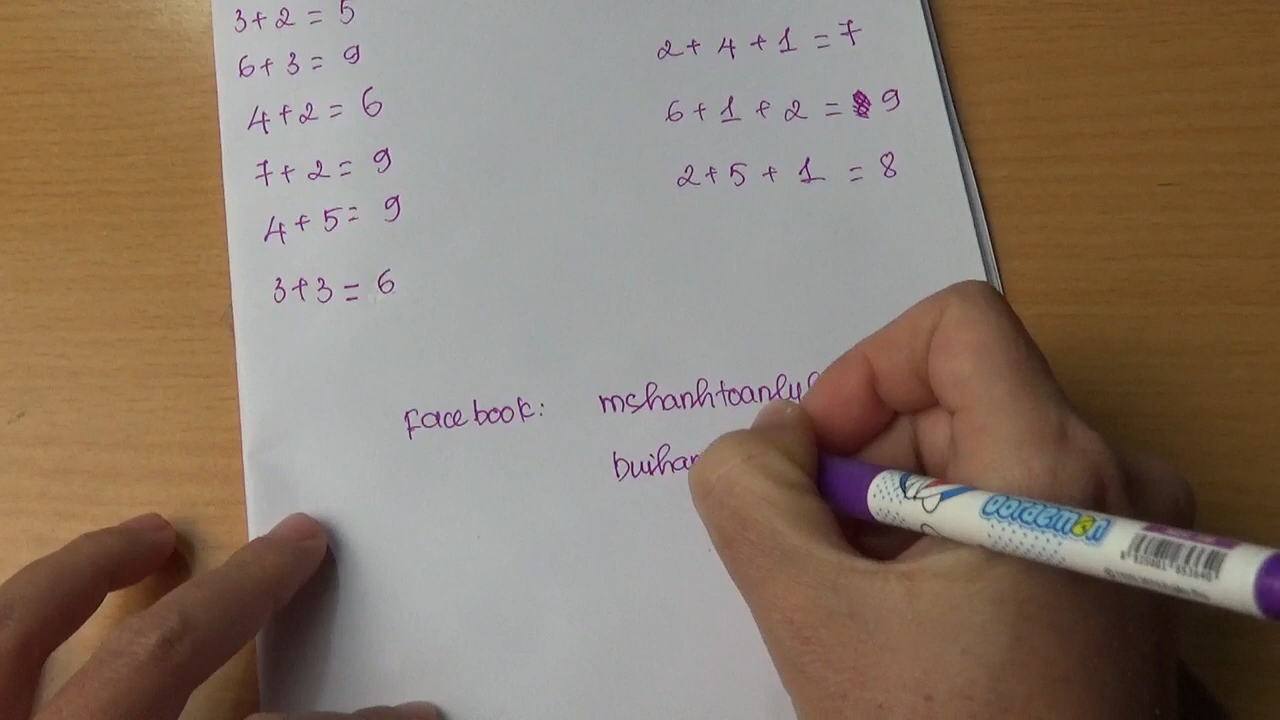 3+2 = 5
6+3 = 9
4+2 = 6
7+2 = 9
4+5 = 9
3+3 = 6
2+4+1 = 7
6+1+2 = 9
2+5+1 = 8
Facebook:
DORAEMON